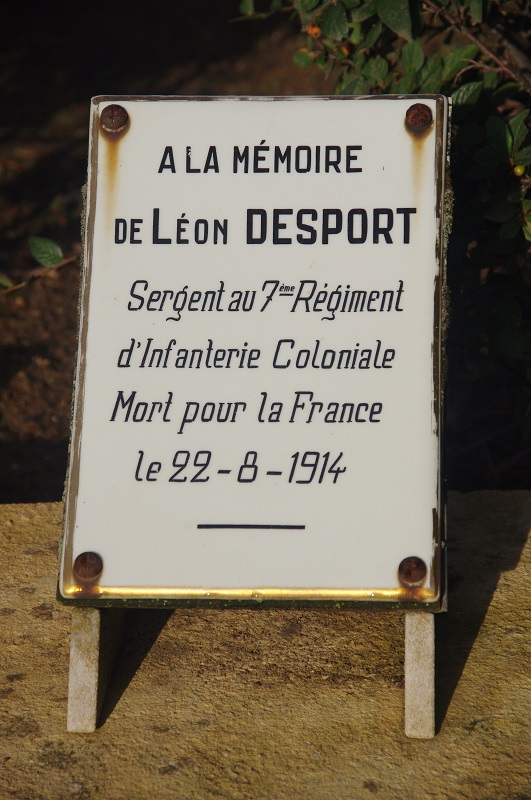 A LA MÉMOIRE
DE LÉON DESPORT
Sergent au 7ème Régiment
d'Infanterie Coloniale
Mort pour la France
le 22-8-1914